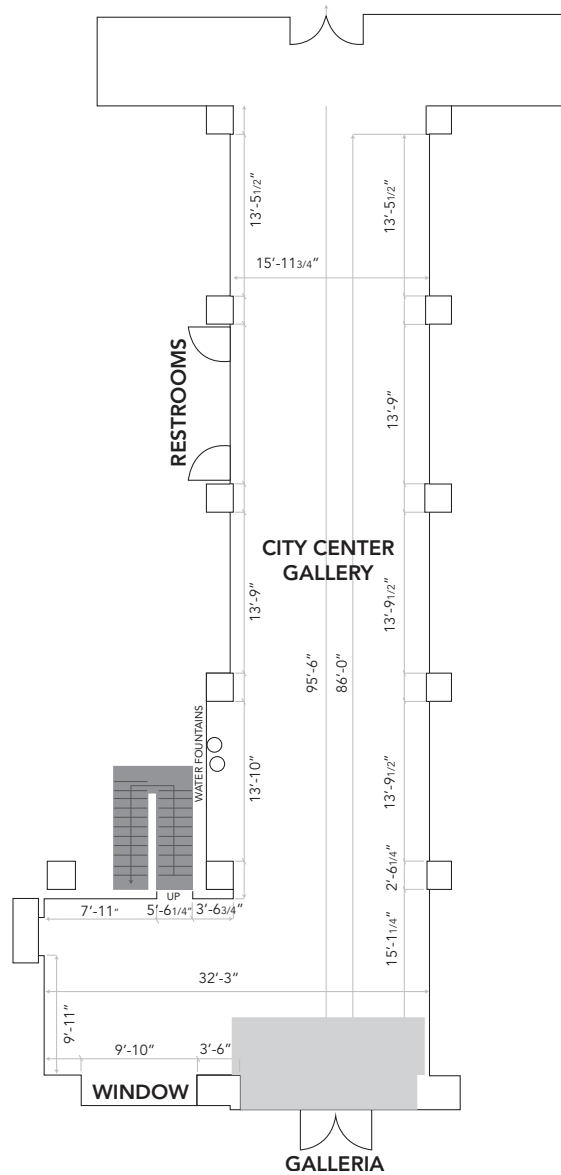 13'-5 1/2"
13'-5 1/2"
15'-11 3/4"
RESTROOMS
13'-9"
CITY CENTER
GALLERY
13'-9"
13'-9 1/2"
95'-6"
86'-0"
WATER FOUNTAINS
13'-10"
13'-9 1/2"
2'-6 1/4"
UP
7'-11"
5'-6 1/4"
3'-6 3/4"
15'-1 1/4"
32'-3"
9'-11"
9'-10"
3'-6"
WINDOW
GALLERIA